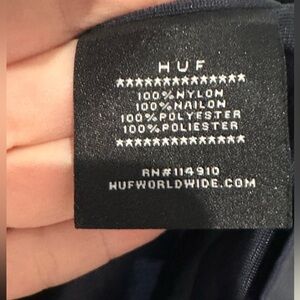 HUF
*************
100%NYLON
100%NAILON
100%POLYESTER
100%POLIESTER
*************
RN#114910
HUFWORLDWIDE.COM